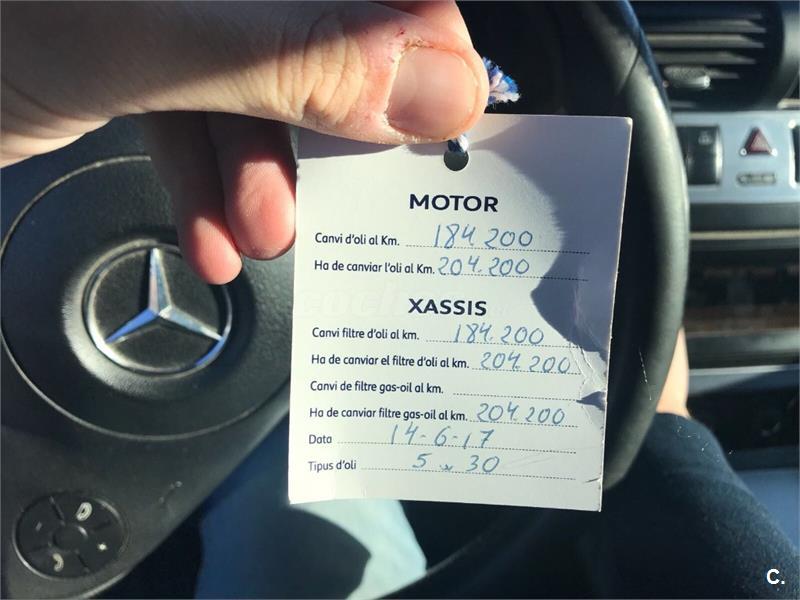 MOTOR
Canvi d'oli al Km. 184 200
Ha de canviar l'oli al Km. 204.200
XASSIS
Canvi filtre d'oli al km. 184.200
Ha de canviar el filtre d'oli al km. 204.200
Canvi de filtre gas-oil al km.
Ha de canviar filtre gas-oil al km. 204 200
Data 14-6-17
Tipus d'oli 5 w 30
C.